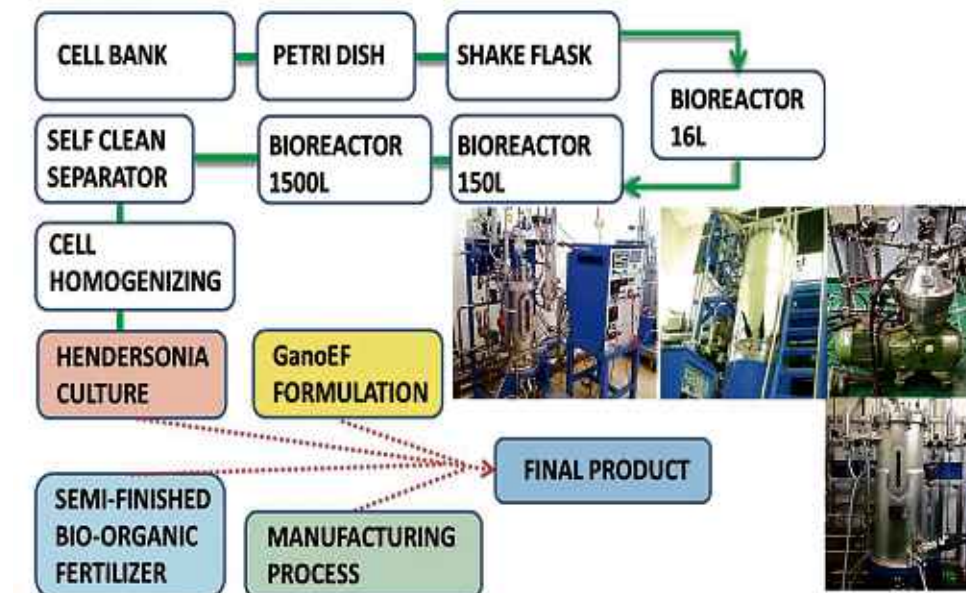 CELL BANK
PETRI DISH
SHAKE FLASK
BIOREACTOR
16L
SELF CLEAN
SEPARATOR
BIOREACTOR
1500L
BIOREACTOR
150L
CELL
HOMOGENIZING
HENDERSONIA
CULTURE
GanoEF
FORMULATION
FINAL PRODUCT
SEMI-FINISHED
BIO-ORGANIC
FERTILIZER
MANUFACTURING
PROCESS